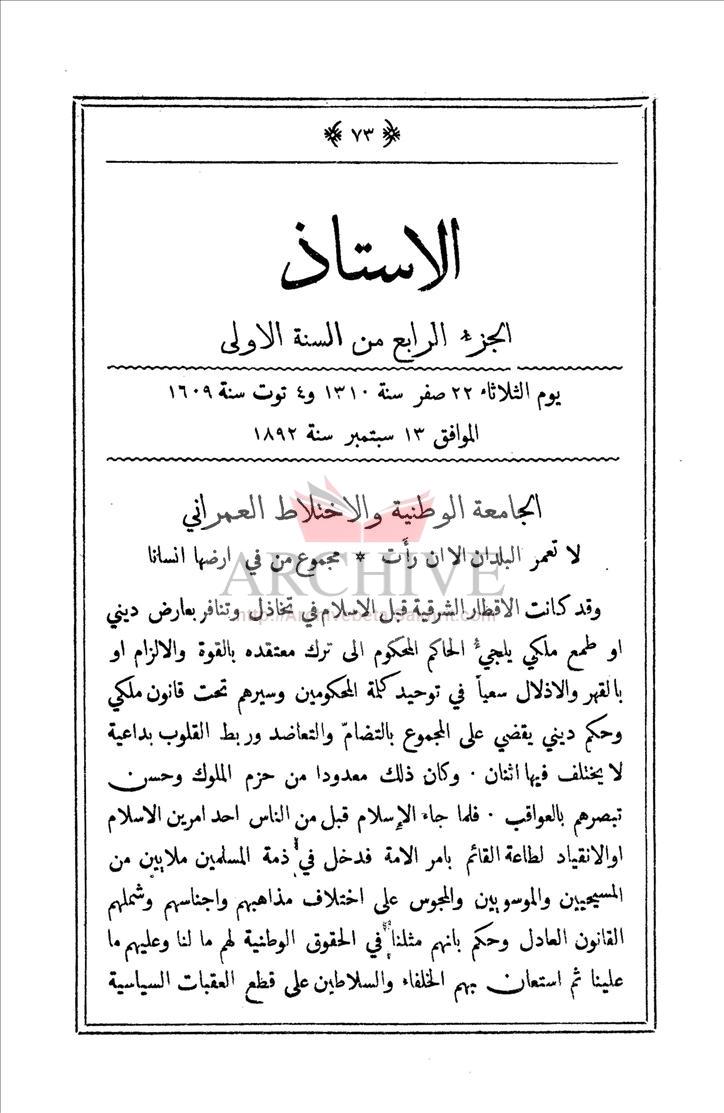 ﴿ ٧٣ ﴾
الاستاذ
الجزء الرابع من السنة الاولى
يوم الثلاثاء ٢٢ صفر سنة ١٣١٠ و٤ توت سنة ١٦٠٩
الموافق ١٣ سبتمبر سنة ١٨٩٢
الجامعة الوطنية والاختلاط العمراني
لا تعمر البلدان الا ان رأَت * مجموع من في ارضها انسانا
ARCHIVE
وقد كانت الاقطار الشرقية قبل الاسلام في تخاذل وتنافر بعارض ديني
او طمع ملكي يلجيء الحاكم المحكوم الى ترك معتقده بالقوة والالزام او
بالقهر والاذلال سعياً في توحيد كلمة المحكومين وسيرهم تحت قانون ملكي
وحكم ديني يقضي على المجموع بالتضامّ والتعاضد وربط القلوب بداعية
لا يختلف فيها اثنان . وكان ذلك معدودا من حزم الملوك وحسن
تبصرهم بالعواقب . فلما جاء الإسلام قبل من الناس احد امرين الاسلام
اوالانقياد لطاعة القائم بامر الامة فدخل في ذمة المسلمين ملايين من
المسيحيين والموسويين والمجوس على اختلاف مذاهبهم واجناسهم وشملهم
القانون العادل وحكم بانهم مثلنا في الحقوق الوطنية لهم ما لنا وعليهم ما
علينا ثم استعان بهم الخلفاء والسلاطين على قطع العقبات السياسية